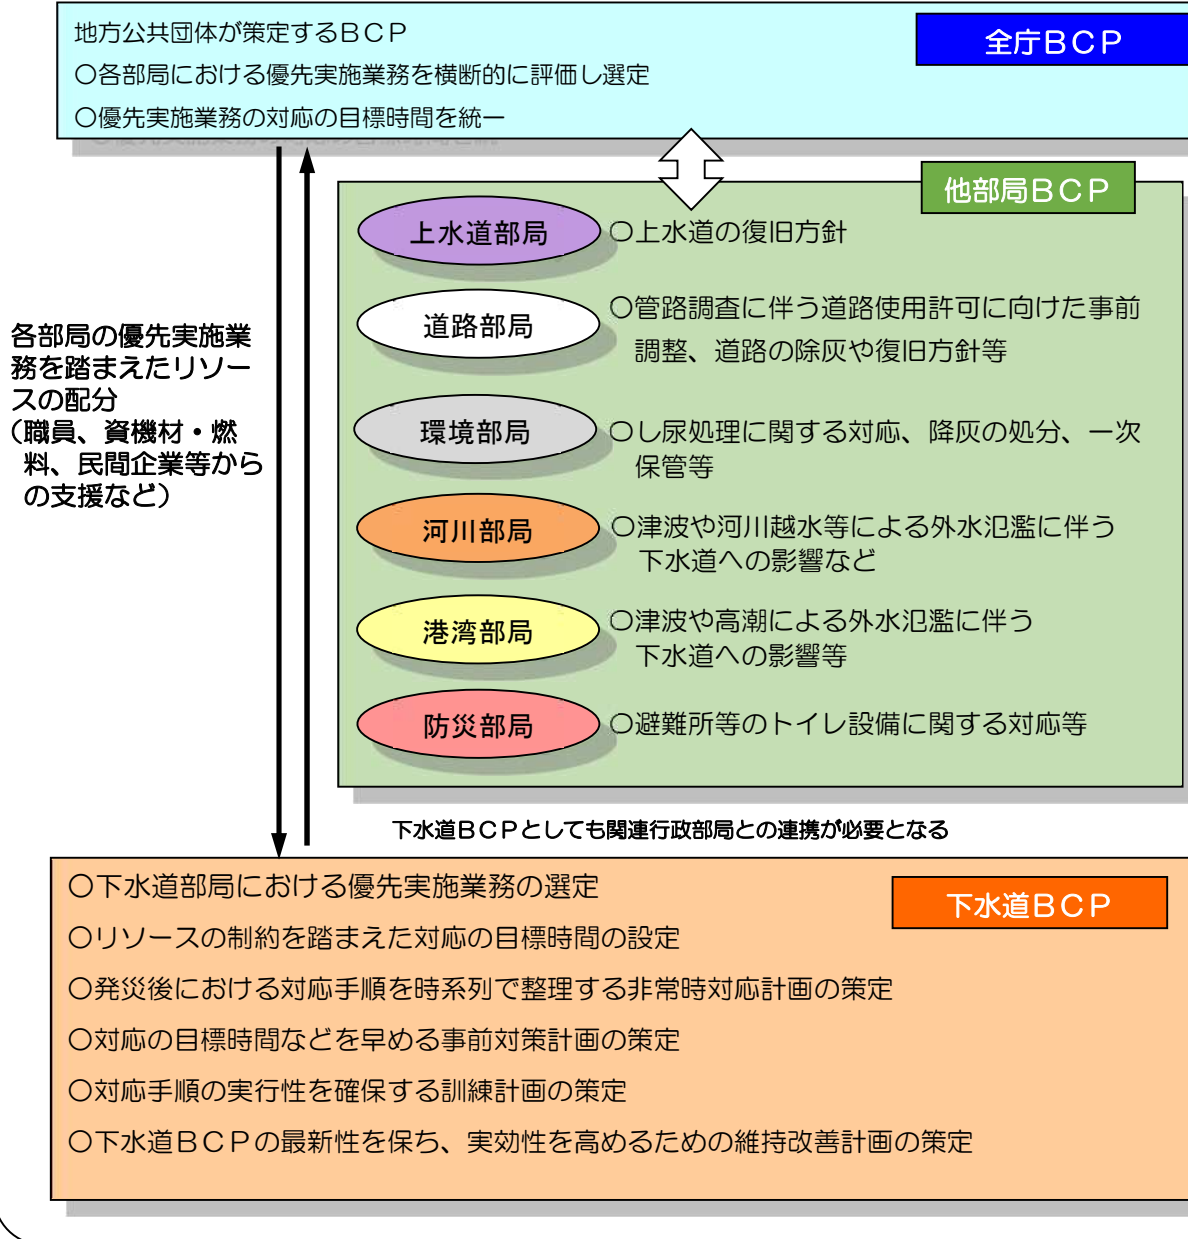 地方公共団体が策定するＢＣＰ
全庁ＢＣＰ
○各部局における優先実施業務を横断的に評価し選定
○優先実施業務の対応の目標時間を統一
他部局ＢＣＰ
上水道部局
○上水道の復旧方針
道路部局
○管路調査に伴う道路使用許可に向けた事前
調整、道路の除灰や復旧方針等
環境部局
○し尿処理に関する対応、降灰の処分、一次
保管等
河川部局
○津波や河川越水等による外水氾濫に伴う
下水道への影響など
港湾部局
○津波や高潮による外水氾濫に伴う
下水道への影響等
防災部局
○避難所等のトイレ設備に関する対応等
各部局の優先実施業
務を踏まえたリソー
スの配分
（職員、資機材・燃
料、民間企業等から
の支援など）
下水道ＢＣＰとしても関連行政部局との連携が必要となる
下水道ＢＣＰ
○下水道部局における優先実施業務の選定
○リソースの制約を踏まえた対応の目標時間の設定
○発災後における対応手順を時系列で整理する非常時対応計画の策定
○対応の目標時間などを早める事前対策計画の策定
○対応手順の実行性を確保する訓練計画の策定
○下水道ＢＣＰの最新性を保ち、実効性を高めるための維持改善計画の策定